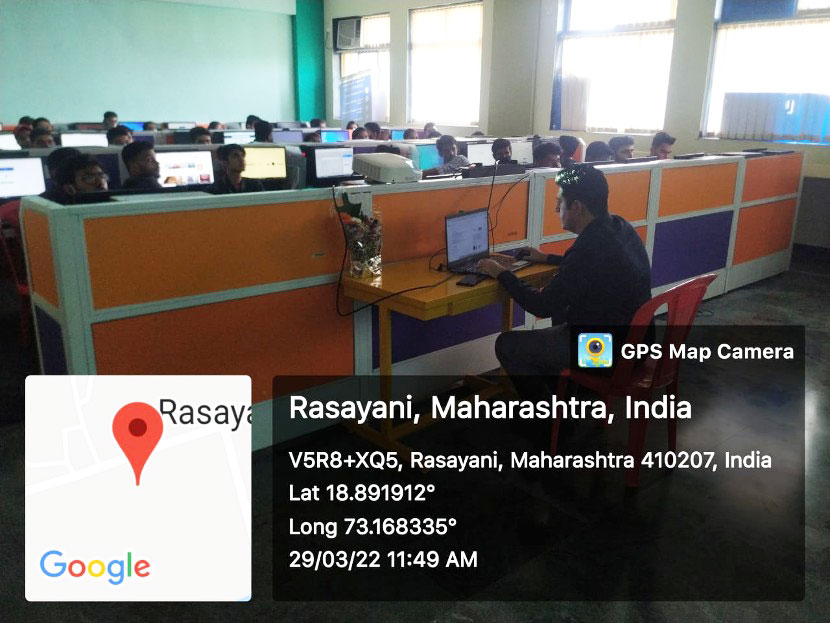 GPS Map Camera
Rasaya
Google
Rasayani, Maharashtra, India
V5R8+XQ5, Rasayani, Maharashtra 410207, India
Lat 18.891912°
Long 73.168335°
29/03/22 11:49 AM